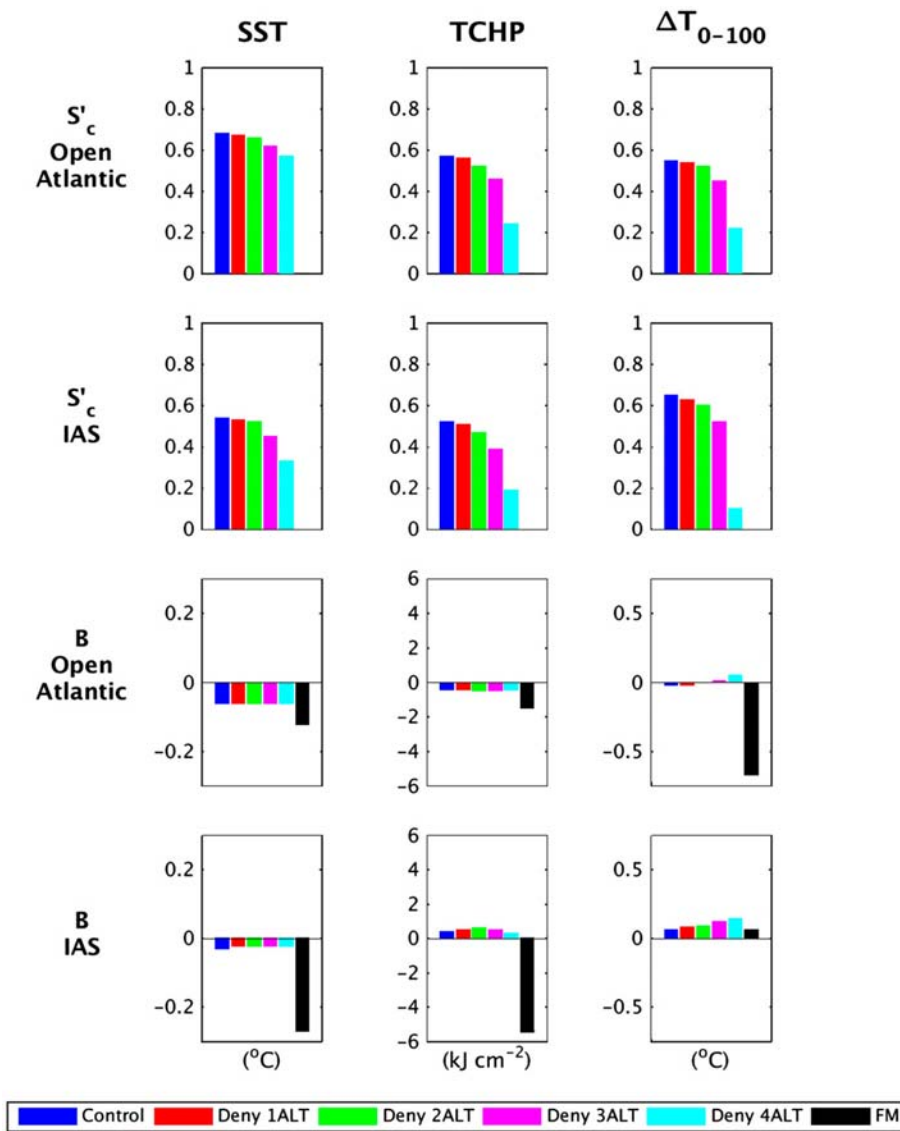 SST TCHP ΔT0-100
S'c
Open
Atlantic
1 1 1
0.8 0.8 0.8
0.6 0.6 0.6
0.4 0.4 0.4
0.2 0.2 0.2
0 0 0
S'c
IAS
1 1 1
0.8 0.8 0.8
0.6 0.6 0.6
0.4 0.4 0.4
0.2 0.2 0.2
0 0 0
B
Open
Atlantic
0.2
0
-0.2
6
4
2
0
-2
-4
-6
0.5
0
-0.5
B
IAS
0.2
0
-0.2
6
4
2
0
-2
-4
-6
0.5
0
-0.5
(°C) (kJ cm-2) (°C)
Control Deny 1ALT Deny 2ALT Deny 3ALT Deny 4ALT FM